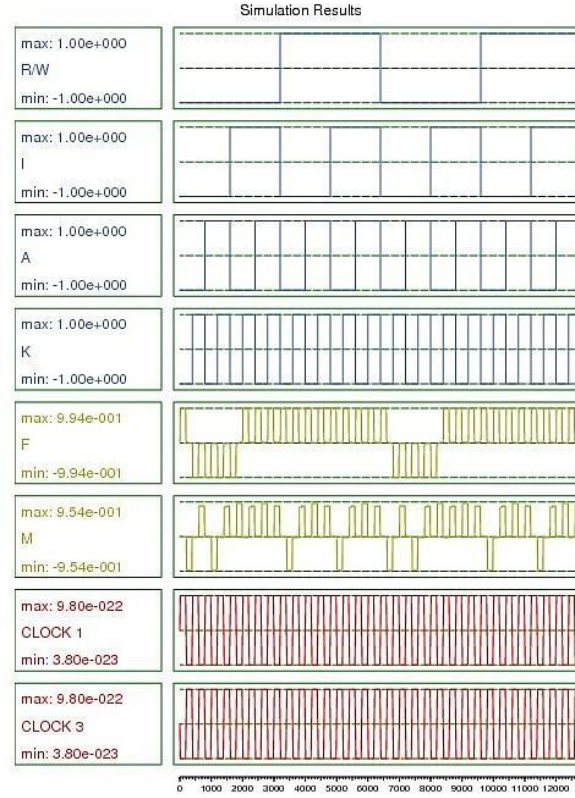 Simulation Results
max: 1.00e+000
R/W
min: -1.00e+000
max: 1.00e+000
I
min: -1.00e+000
max: 1.00e+000
A
min: -1.00e+000
max: 1.00e+000
K
min: -1.00e+000
max: 9.94e-001
F
min: -9.94e-001
max: 9.54e-001
M
min: -9.54e-001
max: 9.80e-022
CLOCK 1
min: 3.80e-023
max: 9.80e-022
CLOCK 3
min: 3.80e-023
0 1000 2000 3000 4000 5000 6000 7000 8000 9000 10000 11000 12000